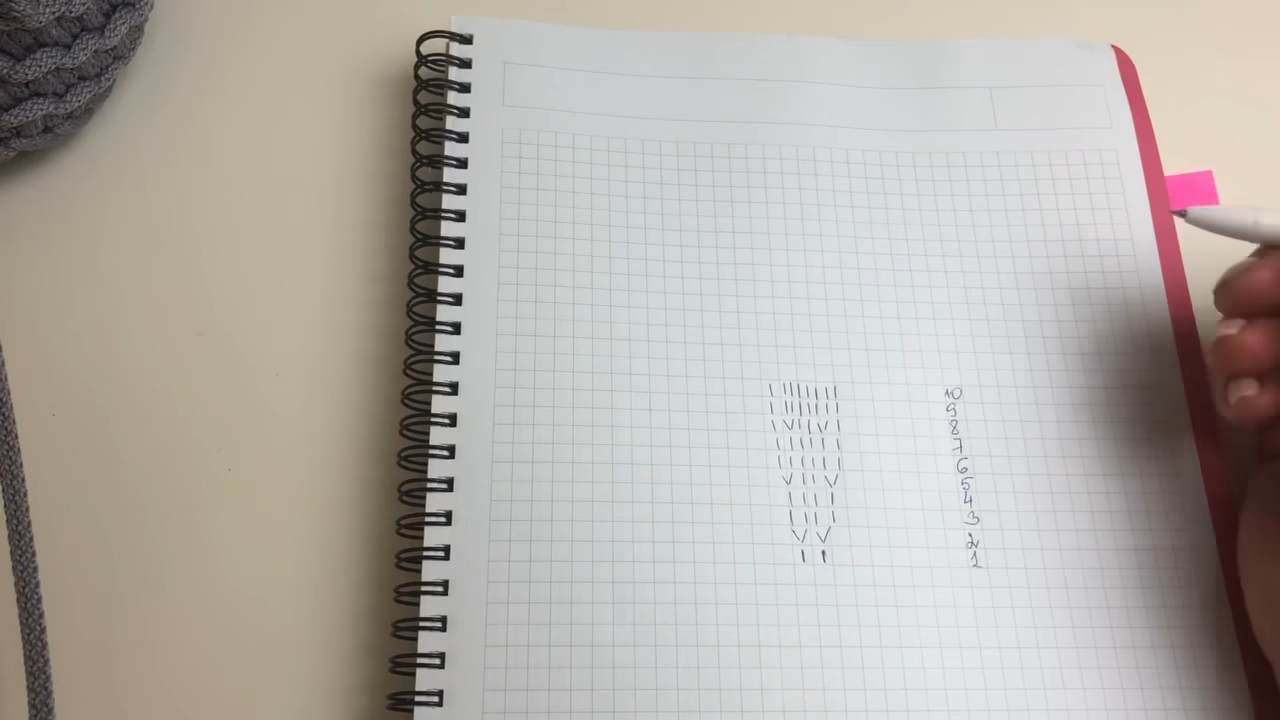 | | | | | | | 10
| | | | | | | 9
| V | | V | 8
| | | | | | 7
| | | | | | 6
V | | V 5
| | | | 4
| | | | 3
V V 2
| | 1